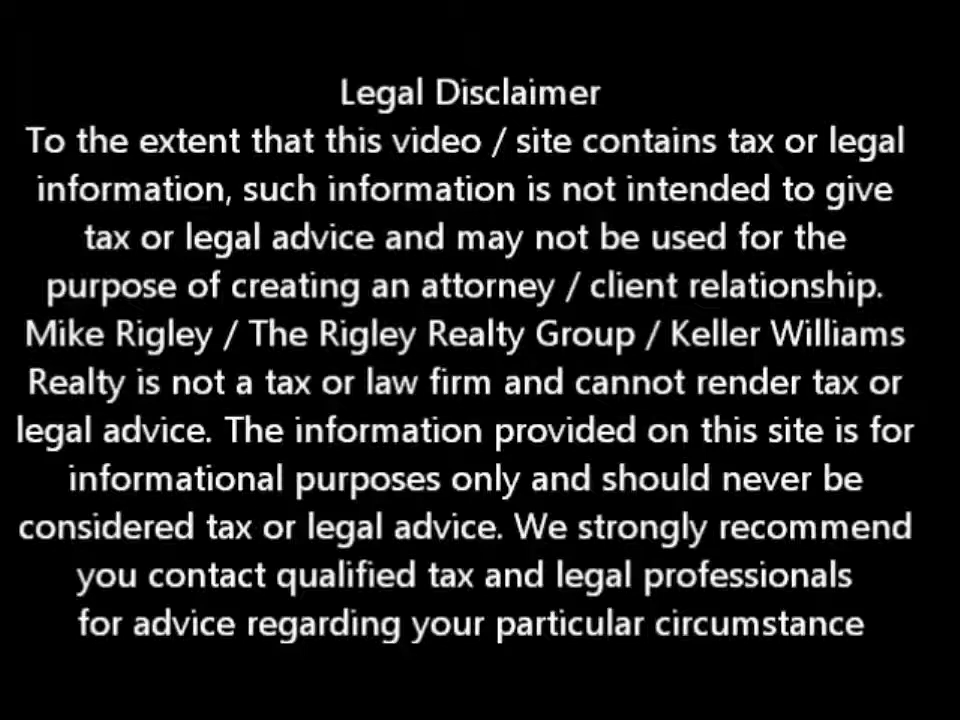 Legal Disclaimer
To the extent that this video / site contains tax or legal
information, such information is not intended to give
tax or legal advice and may not be used for the
purpose of creating an attorney / client relationship.
Mike Rigley / The Rigley Realty Group / Keller Williams
Realty is not a tax or law firm and cannot render tax or
legal advice. The information provided on this site is for
informational purposes only and should never be
considered tax or legal advice. We strongly recommend
you contact qualified tax and legal professionals
for advice regarding your particular circumstance